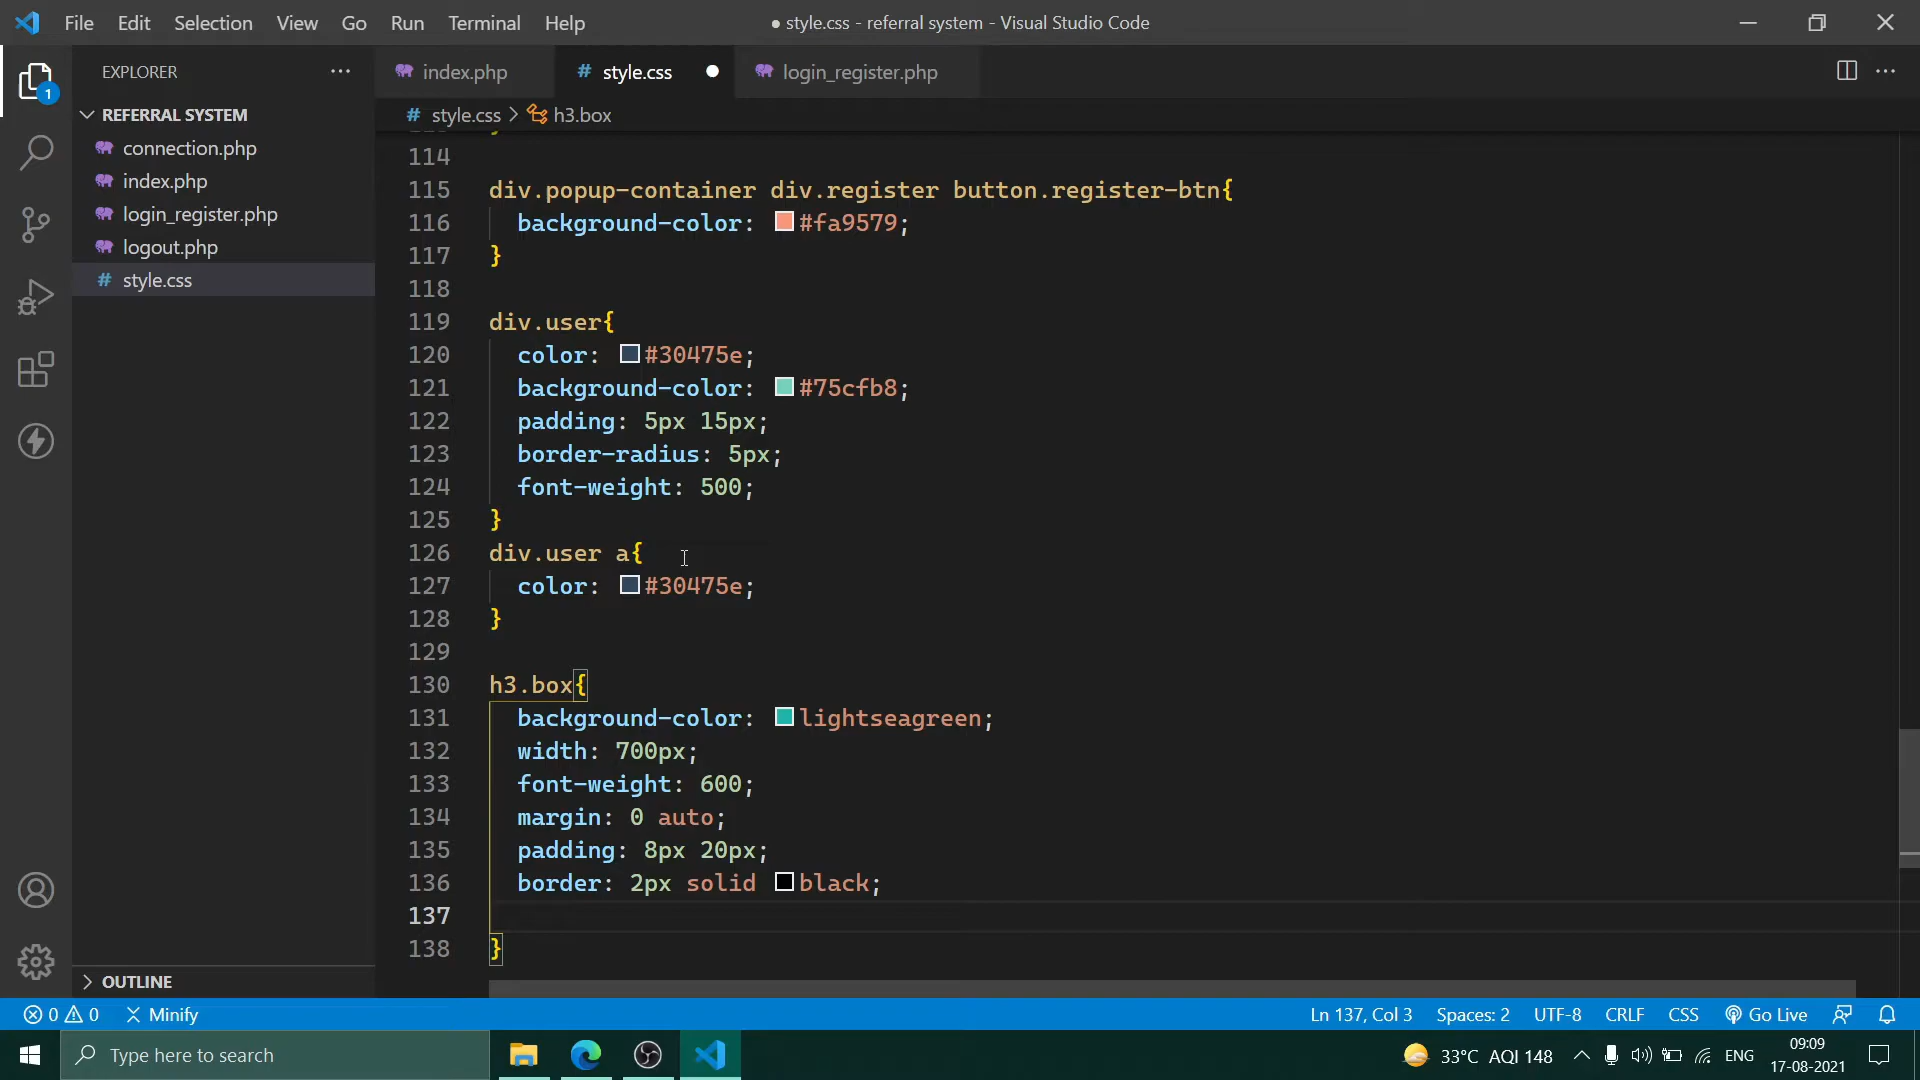 File Edit Selection View Go Run Terminal Help
● style.css - referral system - Visual Studio Code
EXPLORER
REFERRAL SYSTEM
connection.php
index.php
login_register.php
logout.php
# style.css
OUTLINE
index.php
# style.css
login_register.php
# style.css > h3.box
114
115 div.popup-container div.register button.register-btn{
116 background-color: #fa9579;
117 }
118
119 div.user{
120 color: #30475e;
121 background-color: #75cfb8;
122 padding: 5px 15px;
123 border-radius: 5px;
124 font-weight: 500;
125 }
126 div.user a{
127 color: #30475e;
128 }
129
130 h3.box{
131 background-color: lightseagreen;
132 width: 700px;
133 font-weight: 600;
134 margin: 0 auto;
135 padding: 8px 20px;
136 border: 2px solid black;
137
138 }
1
0 0 Minify
Ln 137, Col 3 Spaces: 2 UTF-8 CRLF CSS Go Live
Type here to search
33°C AQI 148
ENG
09:09
17-08-2021